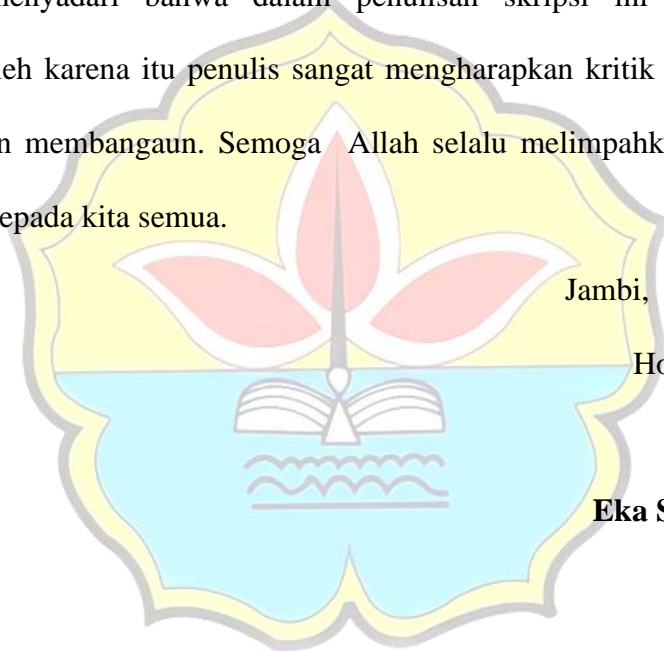 menyadari bahwa dalam penulisan skripsi ini
leh karena itu penulis sangat mengharapkan kritik
n membangaun. Semoga Allah selalu melimpahk
epada kita semua.
Jambi,
Ho
Eka S